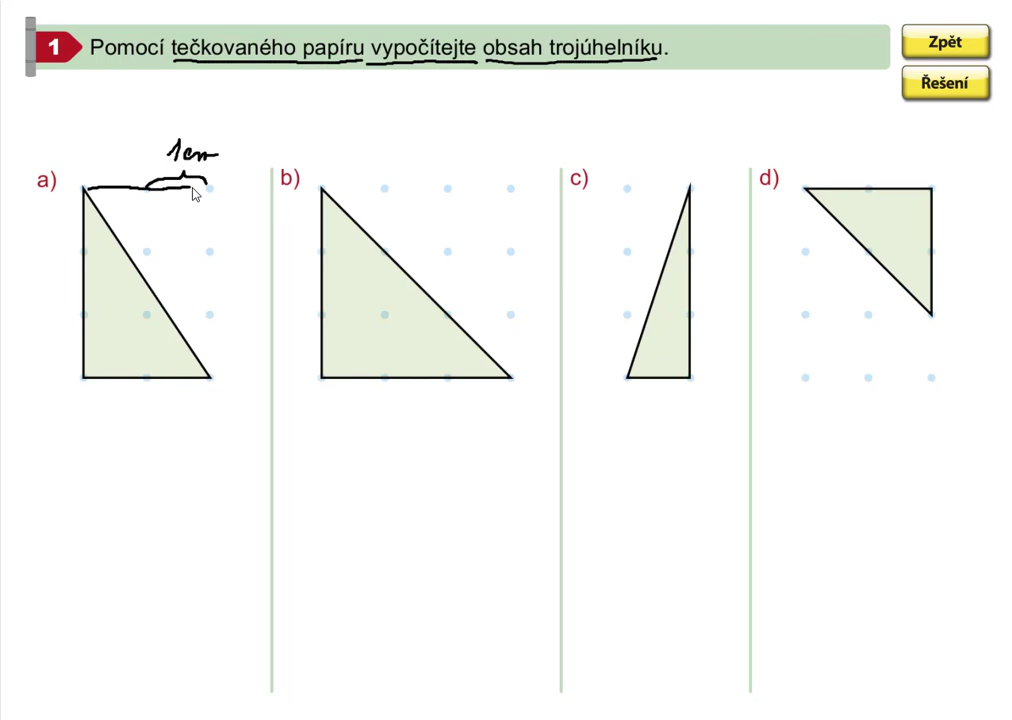 1 Pomocí tečkovaného papíru vypočítejte obsah trojúhelníku.
Zpět
Řešení
1cm
a)
b)
c)
d)